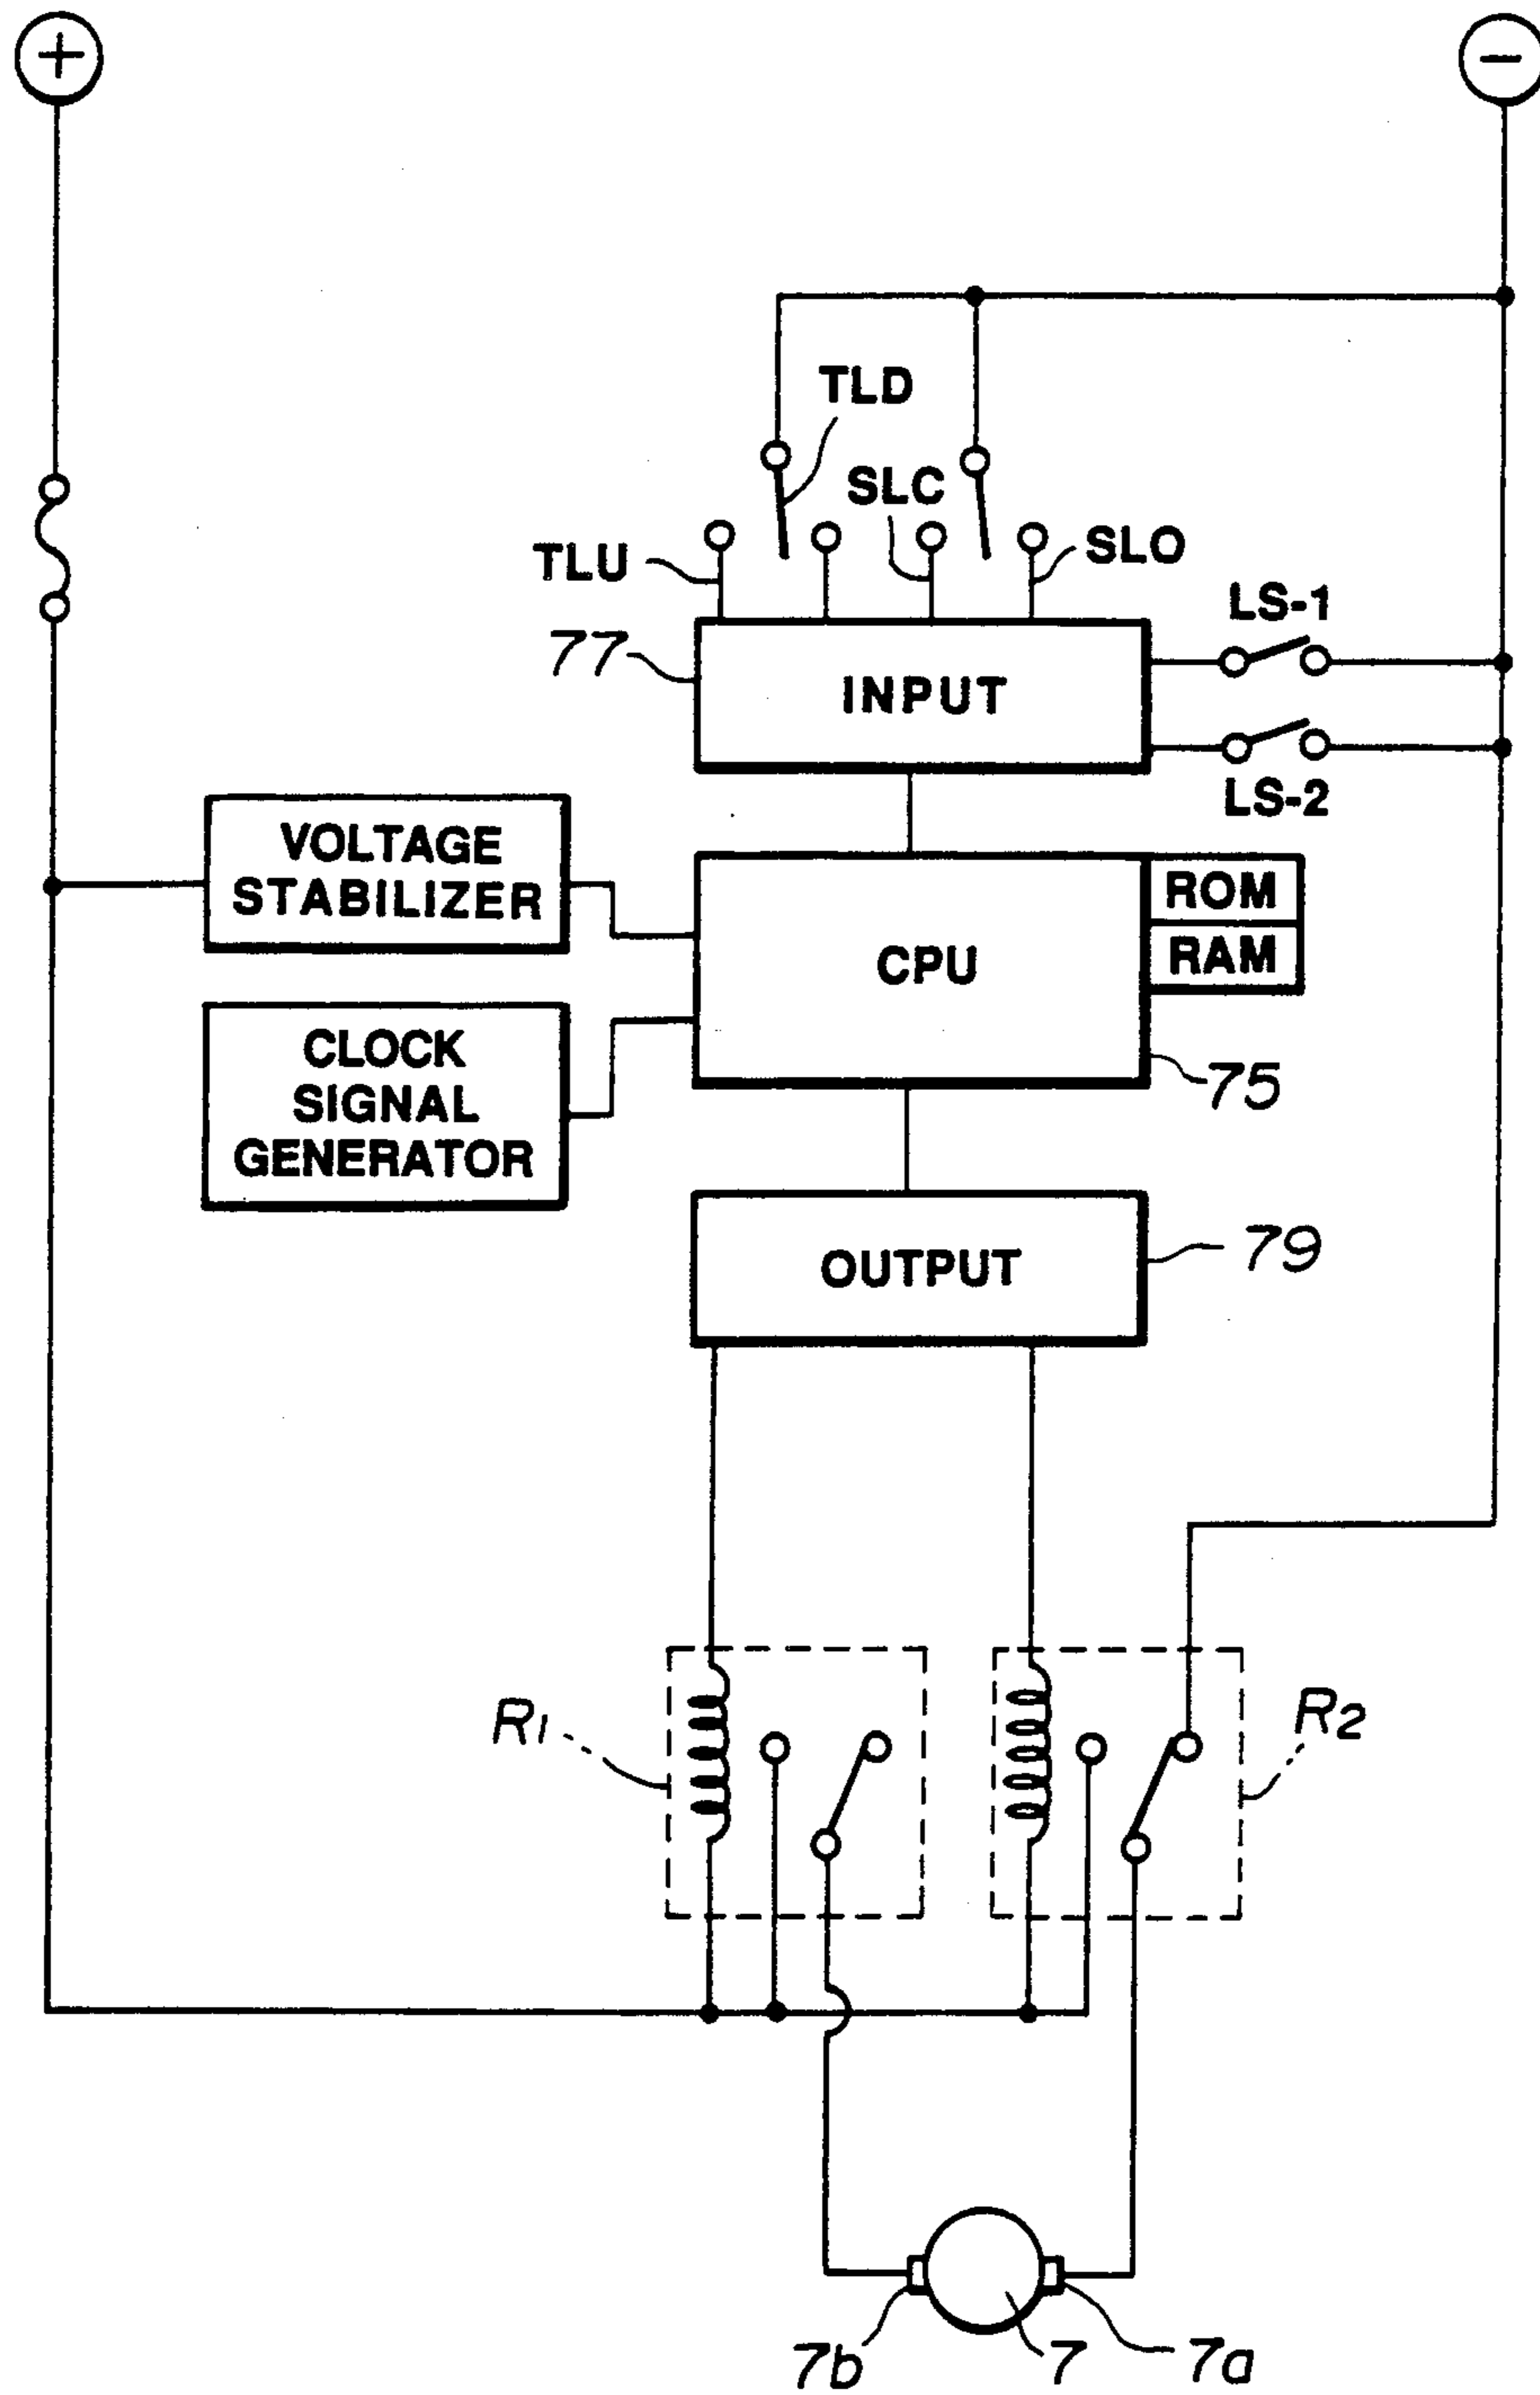 +
−
TLD
SLC
TLU
SLO
LS-1
77
INPUT
LS-2
VOLTAGE
STABILIZER
ROM
CPU
RAM
CLOCK
SIGNAL
GENERATOR
75
OUTPUT
79
R1
R2
7b
7
7a